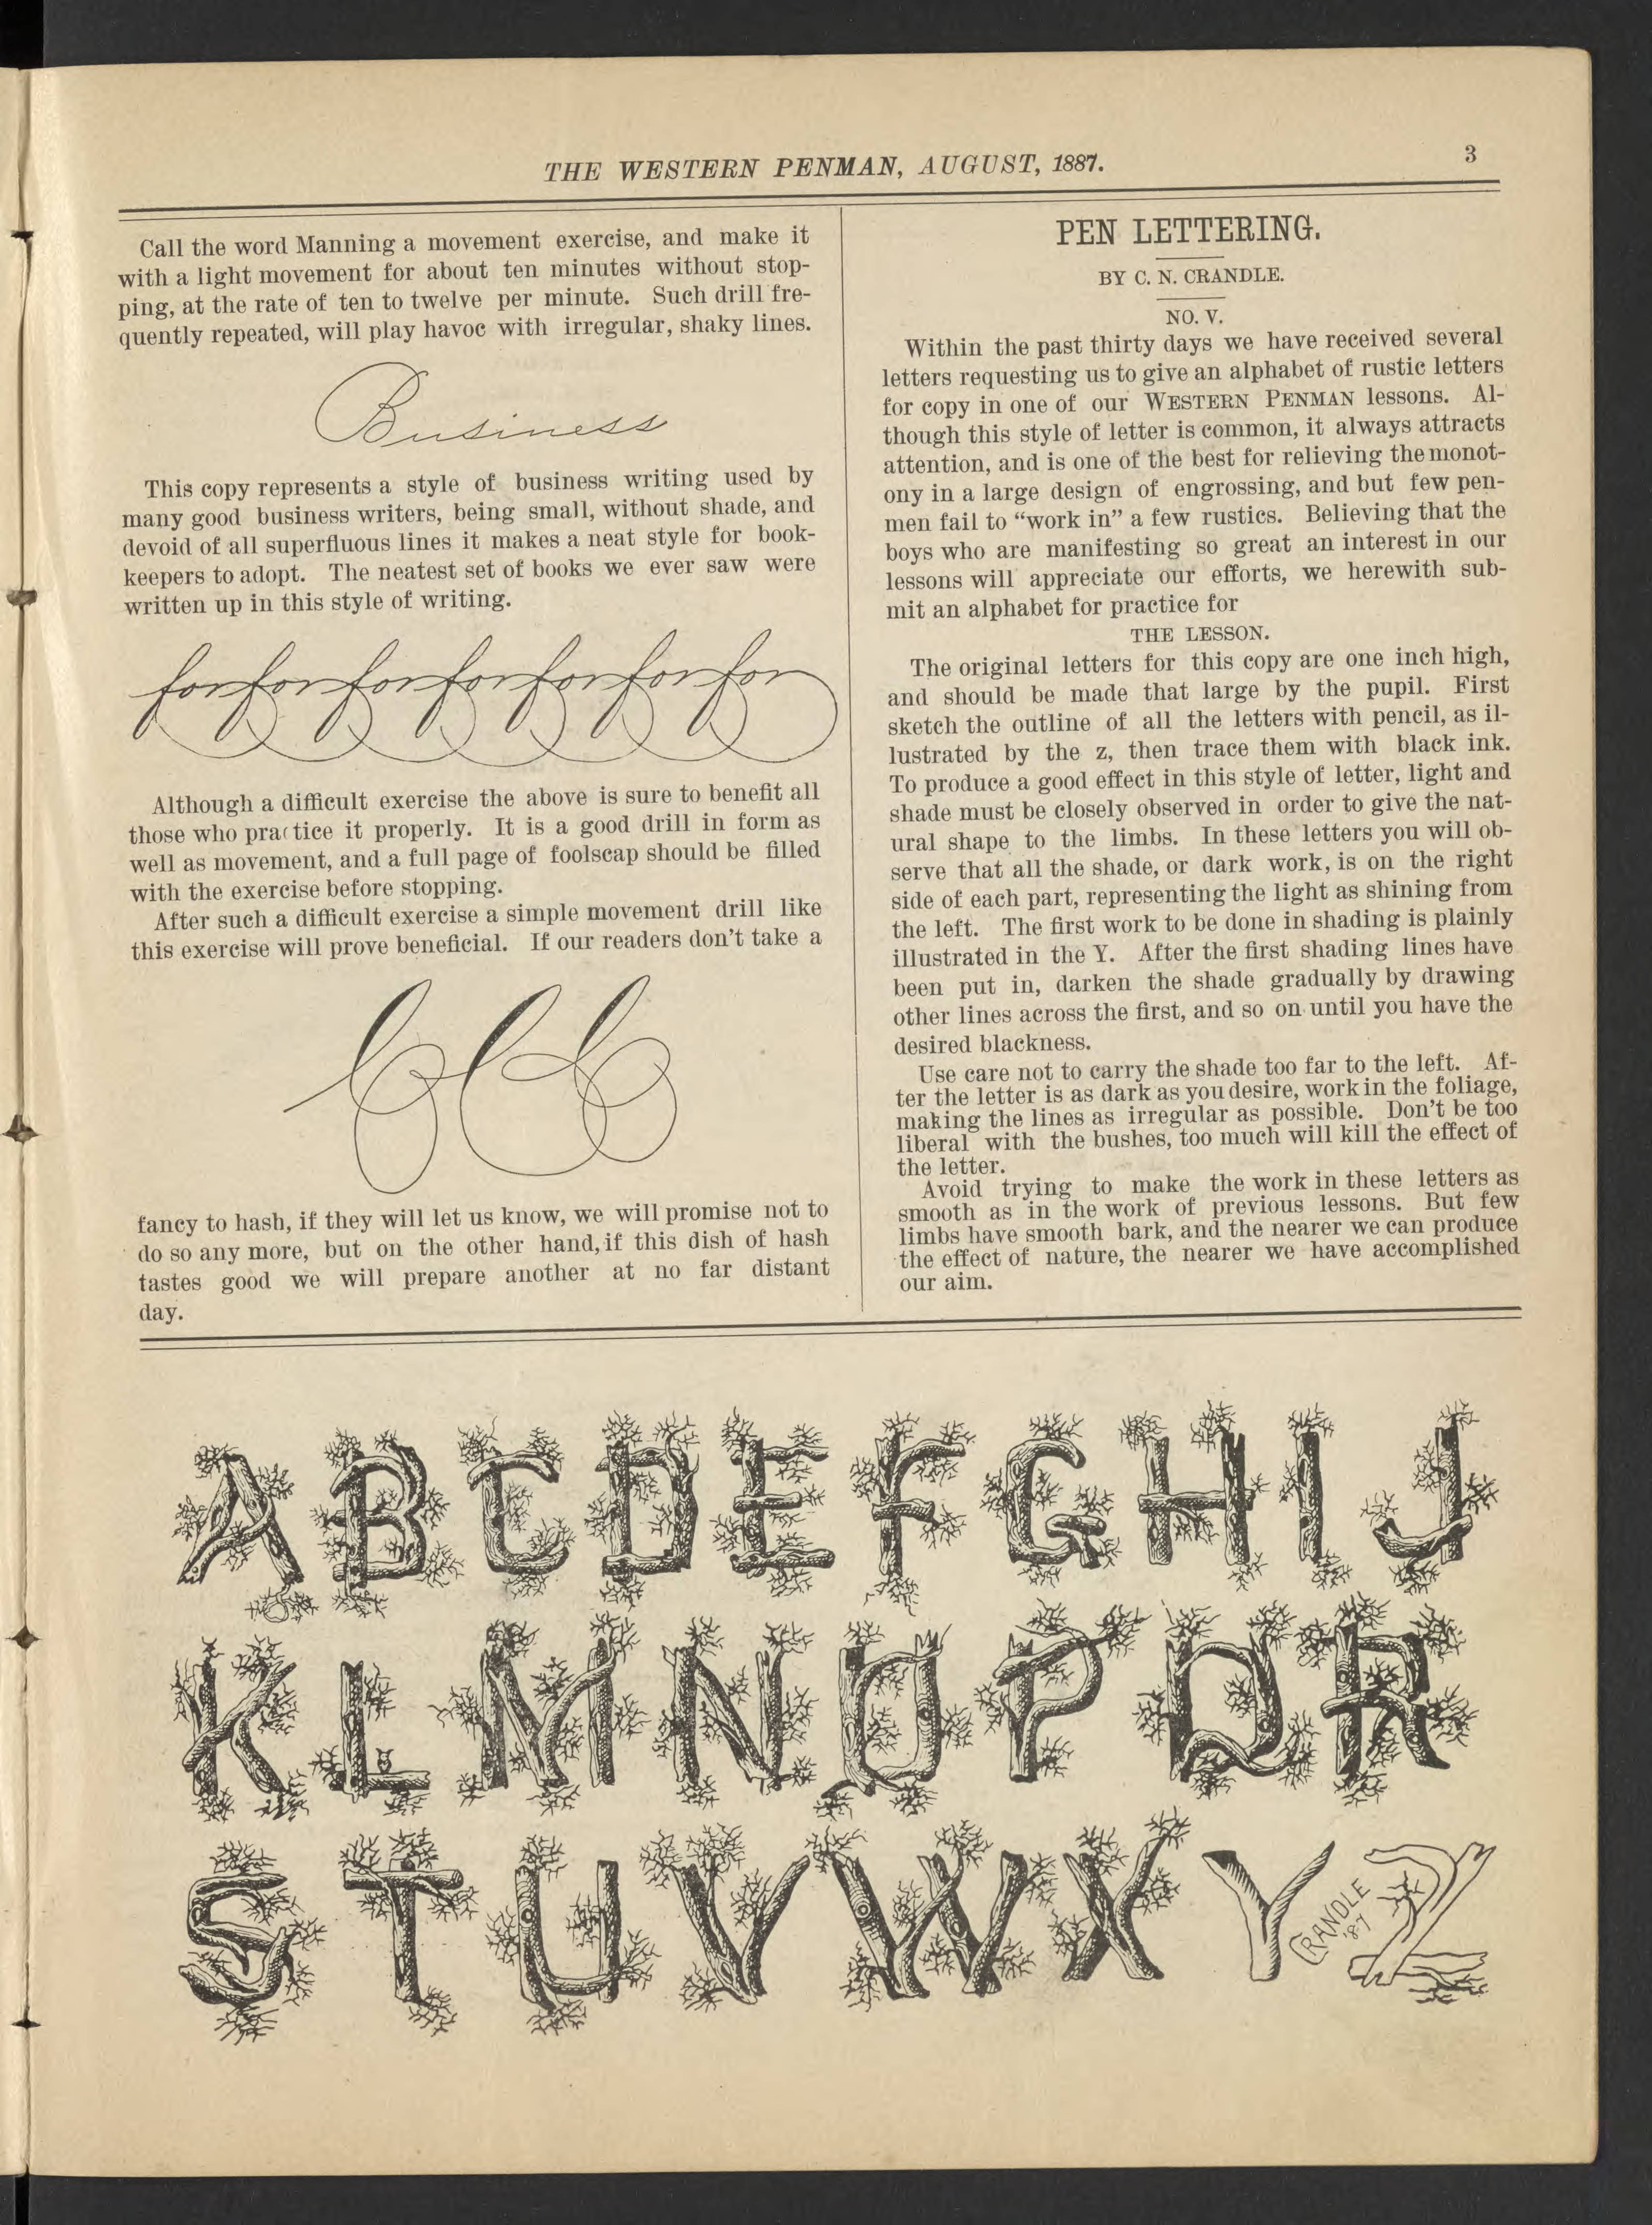 THE WESTERN PENMAN, AUGUST, 1887.
3
Call the word Manning a movement exercise, and make it
with a light movement for about ten minutes without stop-
ping, at the rate of ten to twelve per minute. Such drill fre-
quently repeated, will play havoc with irregular, shaky lines.
Business
This copy represents a style of business writing used by
many good business writers, being small, without shade, and
devoid of all superfluous lines it makes a neat style for book-
keepers to adopt. The neatest set of books we ever saw were
written up in this style of writing.
forforforforforforfor
Although a difficult exercise the above is sure to benefit all
those who practice it properly. It is a good drill in form as
well as movement, and a full page of foolscap should be filled
with the exercise before stopping.
After such a difficult exercise a simple movement drill like
this exercise will prove beneficial. If our readers don't take a
fancy to hash, if they will let us know, we will promise not to
do so any more, but on the other hand, if this dish of hash
tastes good we will prepare another at no far distant
day.
PEN LETTERING.
BY C. N. CRANDLE.
NO. V.
Within the past thirty days we have received several
letters requesting us to give an alphabet of rustic letters
for copy in one of our WESTERN PENMAN lessons. Al-
though this style of letter is common, it always attracts
attention, and is one of the best for relieving the monot-
ony in a large design of engrossing, and but few pen-
men fail to "work in" a few rustics. Believing that the
boys who are manifesting so great an interest in our
lessons will appreciate our efforts, we herewith sub-
mit an alphabet for practice for
THE LESSON.
The original letters for this copy are one inch high,
and should be made that large by the pupil. First
sketch the outline of all the letters with pencil, as il-
lustrated by the z, then trace them with black ink.
To produce a good effect in this style of letter, light and
shade must be closely observed in order to give the nat-
ural shape to the limbs. In these letters you will ob-
serve that all the shade, or dark work, is on the right
side of each part, representing the light as shining from
the left. The first work to be done in shading is plainly
illustrated in the Y. After the first shading lines have
been put in, darken the shade gradually by drawing
other lines across the first, and so on until you have the
desired blackness.
Use care not to carry the shade too far to the left. Af-
ter the letter is as dark as you desire, work in the foliage,
making the lines as irregular as possible. Don't be too
liberal with the bushes, too much will kill the effect of
the letter.
Avoid trying to make the work in these letters as
smooth as in the work of previous lessons. But few
limbs have smooth bark, and the nearer we can produce
the effect of nature, the nearer we have accomplished
our aim.
A B C D E F G H I J
K L M N O P Q R
S T U V W X Y Z
CRANDLE
'87